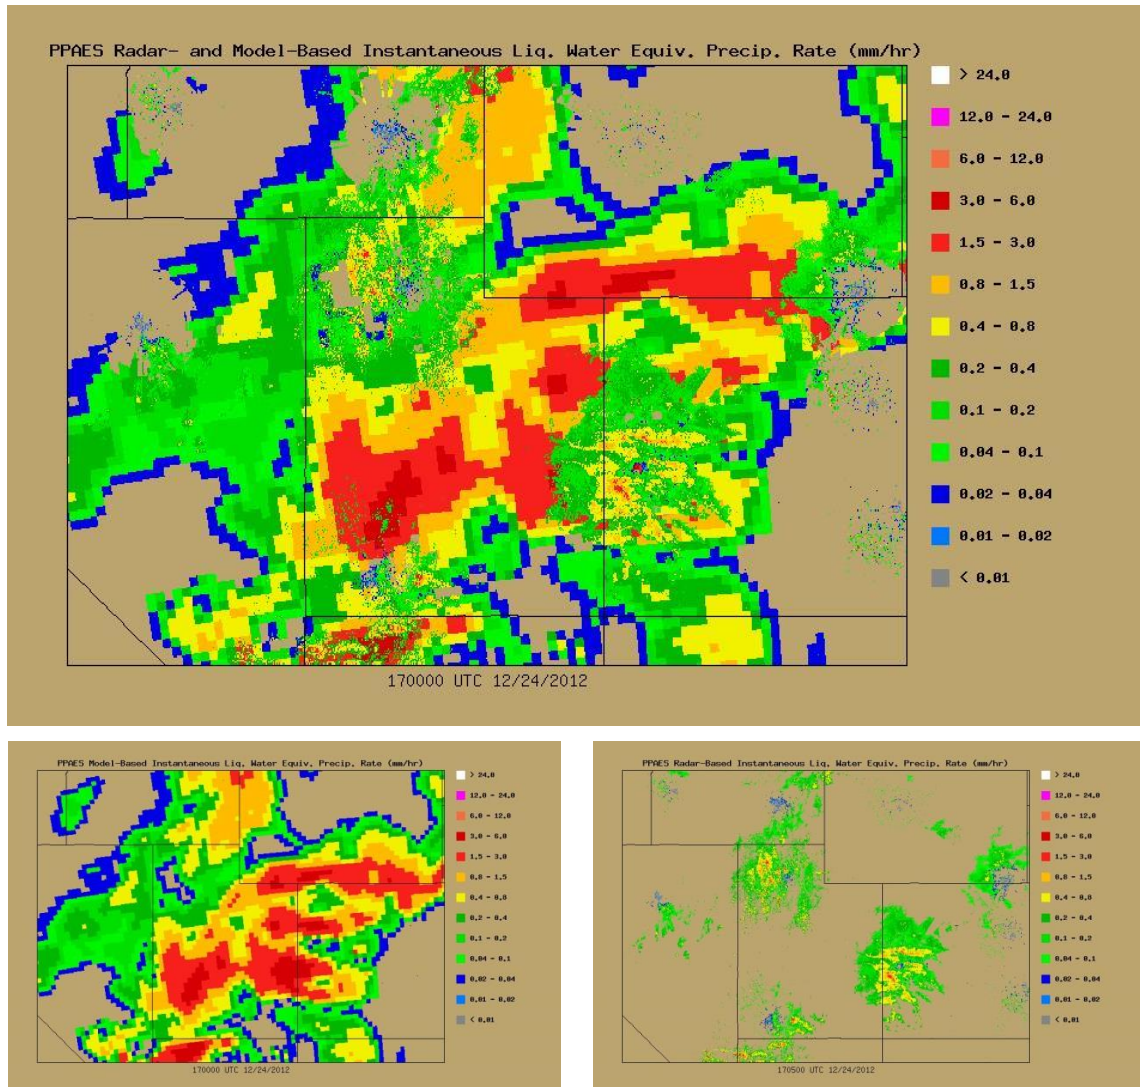 PPAES Radar- and Model-Based Instantaneous Liq. Water Equiv. Precip. Rate (mm/hr)
> 24.0
12.0 - 24.0
6.0 - 12.0
3.0 - 6.0
1.5 - 3.0
0.8 - 1.5
0.4 - 0.8
0.2 - 0.4
0.1 - 0.2
0.04 - 0.1
0.02 - 0.04
0.01 - 0.02
< 0.01
170000 UTC 12/24/2012
PPAES Model-Based Instantaneous Liq. Water Equiv. Precip. Rate (mm/hr)
> 24.0
12.0 - 24.0
6.0 - 12.0
3.0 - 6.0
1.5 - 3.0
0.8 - 1.5
0.4 - 0.8
0.2 - 0.4
0.1 - 0.2
0.04 - 0.1
0.02 - 0.04
0.01 - 0.02
< 0.01
170000 UTC 12/24/2012
PPAES Radar-Based Instantaneous Liq. Water Equiv. Precip. Rate (mm/hr)
> 24.0
12.0 - 24.0
6.0 - 12.0
3.0 - 6.0
1.5 - 3.0
0.8 - 1.5
0.4 - 0.8
0.2 - 0.4
0.1 - 0.2
0.04 - 0.1
0.02 - 0.04
0.01 - 0.02
< 0.01
170500 UTC 12/24/2012